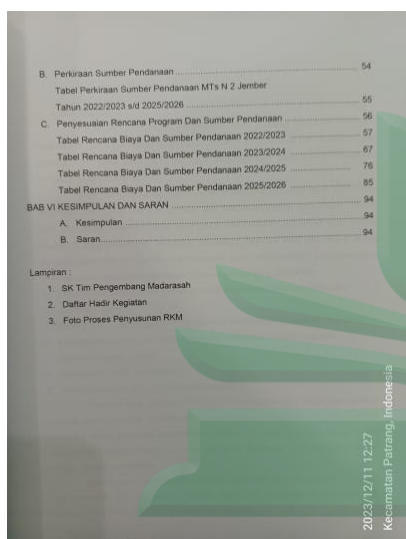 B. Perkiraan Sumber Pendanaan ........ 54
Tabel Perkiraan Sumber Pendanaan MTs N 2 Jember
Tahun 2022/2023 s/d 2025/2026 ........ 55
C. Penyesuaian Rencana Program Dan Sumber Pendanaan ........ 56
Tabel Rencana Biaya Dan Sumber Pendanaan 2022/2023 ........ 57
Tabel Rencana Biaya Dan Sumber Pendanaan 2023/2024 ........ 67
Tabel Rencana Biaya Dan Sumber Pendanaan 2024/2025 ........ 76
Tabel Rencana Biaya Dan Sumber Pendanaan 2025/2026 ........ 85
BAB VI KESIMPULAN DAN SARAN ........ 94
A. Kesimpulan ........ 94
B. Saran ........ 94
Lampiran :
1. SK Tim Pengembang Madarasah
2. Daftar Hadir Kegiatan
3. Foto Proses Penyusunan RKM
2023/12/11 12:27
Kecamatan Patrang, Indonesia